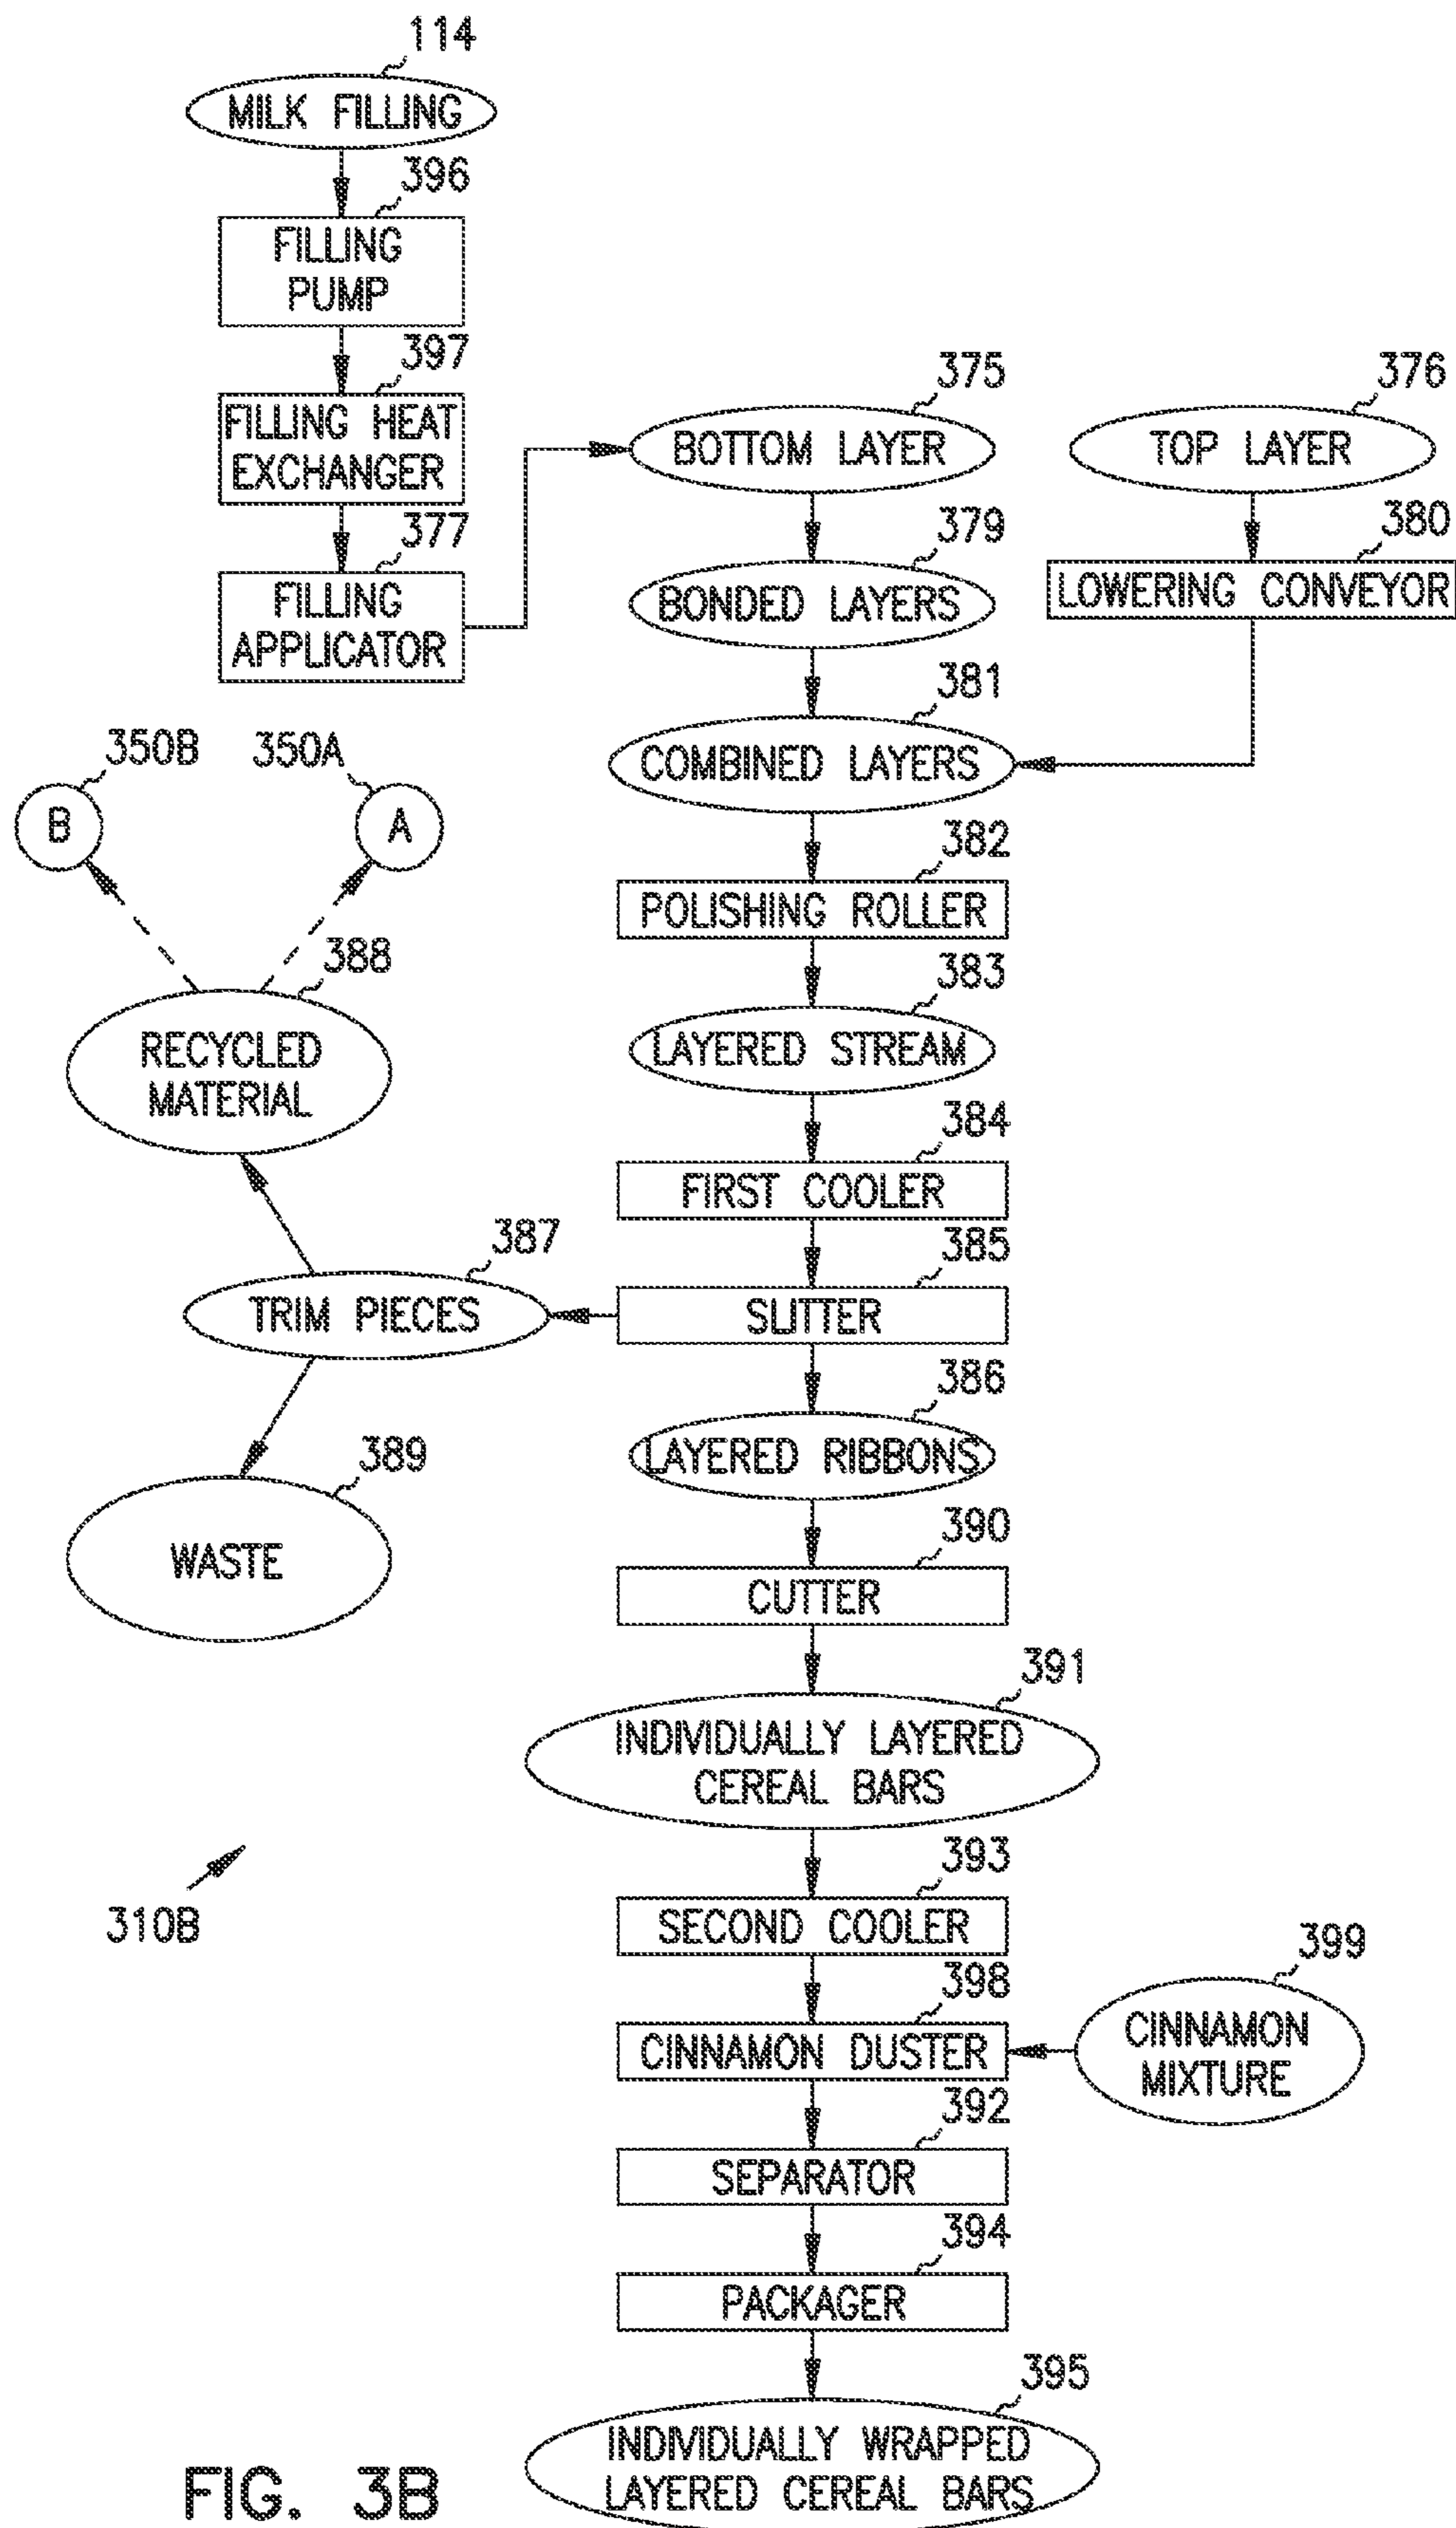 114
MILK FILLING
396
FILLING
PUMP
397
FILLING HEAT
EXCHANGER
377
FILLING
APPLICATOR
375
BOTTOM LAYER
376
TOP LAYER
379
BONDED LAYERS
380
LOWERING CONVEYOR
381
COMBINED LAYERS
350B
B
350A
A
382
POLISHING ROLLER
388
RECYCLED
MATERIAL
383
LAYERED STREAM
384
FIRST COOLER
387
TRIM PIECES
385
SLITTER
386
LAYERED RIBBONS
389
WASTE
390
CUTTER
391
INDIVIDUALLY LAYERED
CEREAL BARS
310B
393
SECOND COOLER
398
CINNAMON DUSTER
399
CINNAMON
MIXTURE
392
SEPARATOR
394
PACKAGER
395
INDIVIDUALLY WRAPPED
LAYERED CEREAL BARS
FIG. 3B